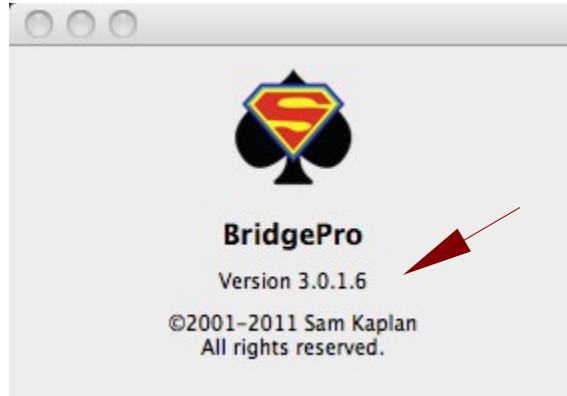 S
BridgePro
Version 3.0.1.6
©2001-2011 Sam Kaplan
All rights reserved.